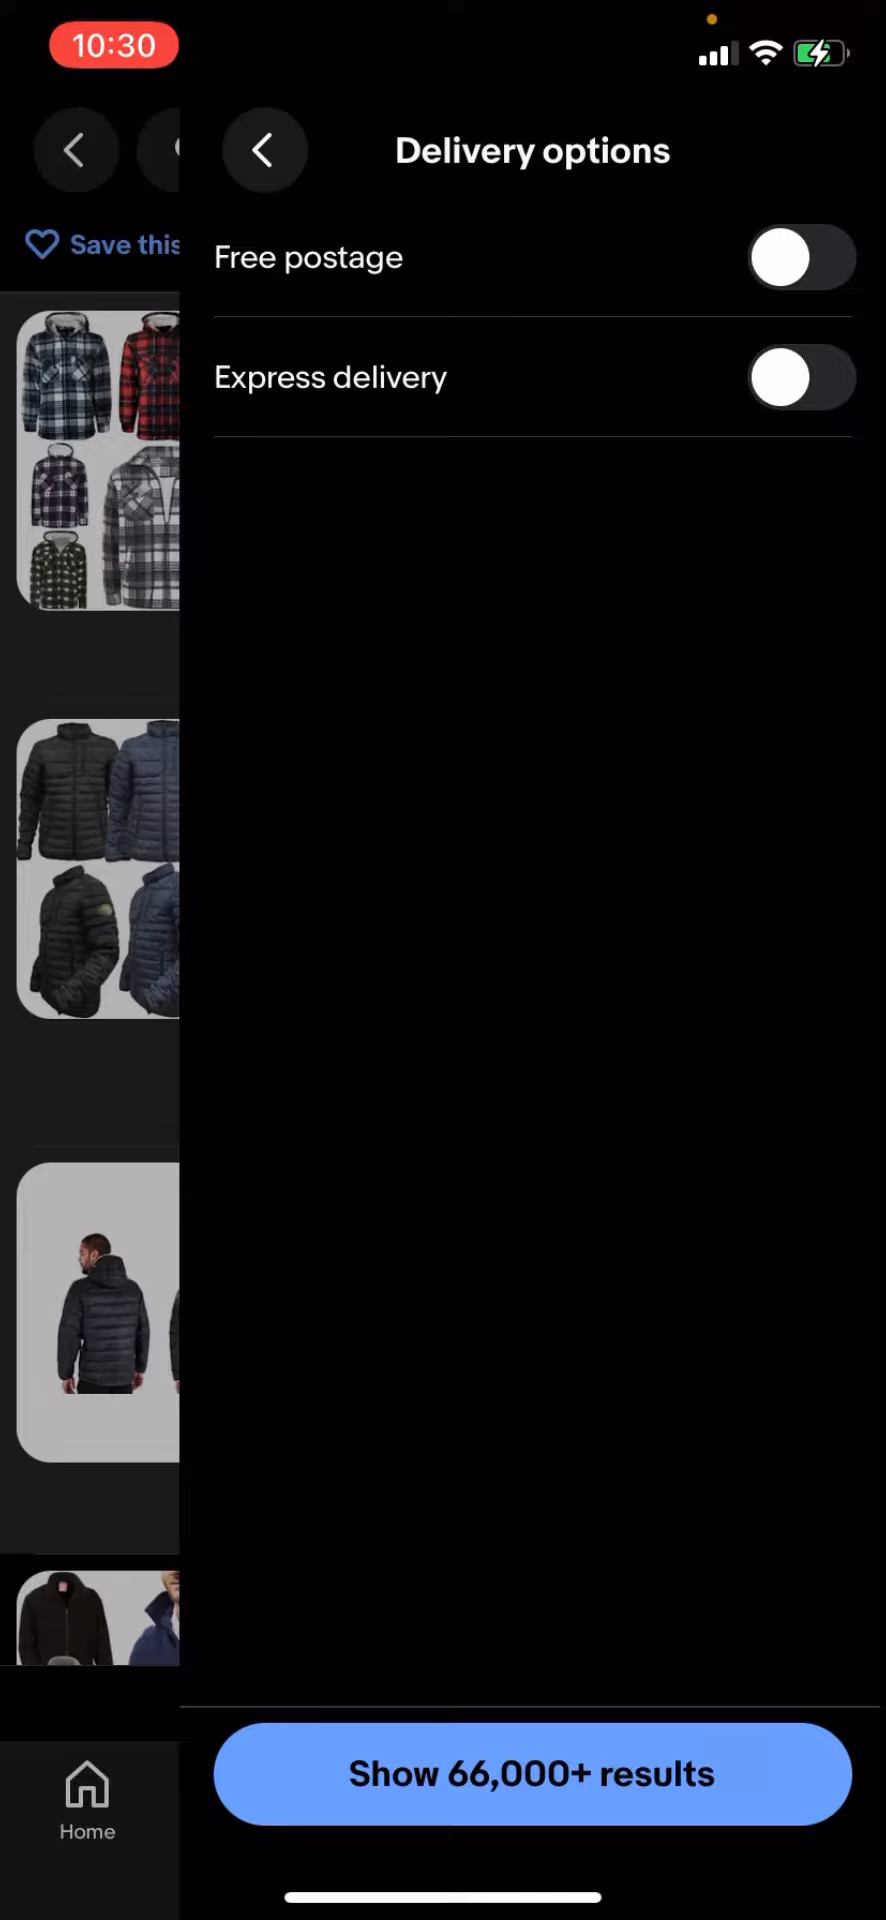 10:30
Delivery options
Save this
Free postage
Express delivery
Show 66,000+ results
Home